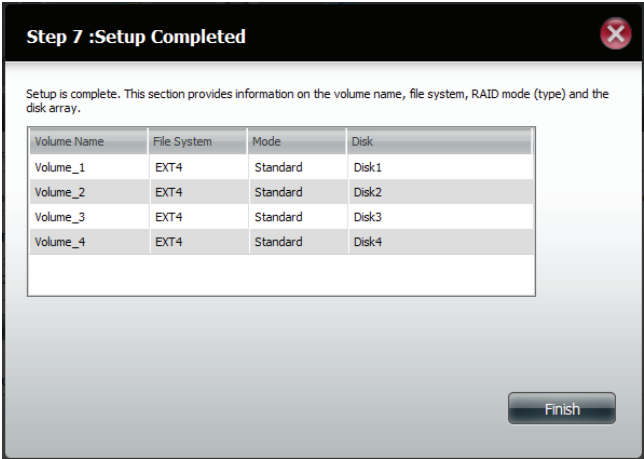 Step 7 :Setup Completed
Setup is complete. This section provides information on the volume name, file system, RAID mode (type) and the
disk array.
Volume Name File System Mode Disk
Volume_1 EXT4 Standard Disk1
Volume_2 EXT4 Standard Disk2
Volume_3 EXT4 Standard Disk3
Volume_4 EXT4 Standard Disk4
Finish